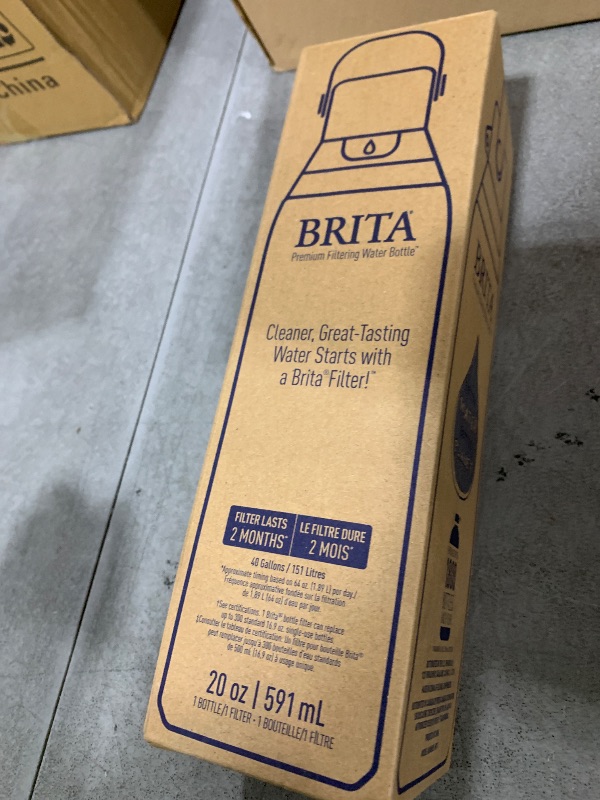 China
BRITA®
Premium Filtering Water Bottle™
Cleaner, Great-Tasting
Water Starts with
a Brita® Filter!™
FILTER LASTS
2 MONTHS*
LE FILTRE DURE
2 MOIS*
40 Gallons / 151 Litres
*Approximate timing based on 64 oz. (1.89 L) per day./
Fréquence approximative fondée sur la filtration
de 1.89 L (64 oz) d'eau par jour.
†See certifications. 1 Brita® bottle filter can replace
up to 300 standard 16.9 oz. single-use bottles.
‡Consulter le tableau de certification. Un filtre pour bouteille Brita®
peut remplacer jusqu'à 300 bouteilles d'eau standards
de 500 ml (16,9 on) à usage unique.
20 oz | 591 mL
1 BOTTLE/1 FILTER - 1 BOUTEILLE/1 FILTRE
BRITA